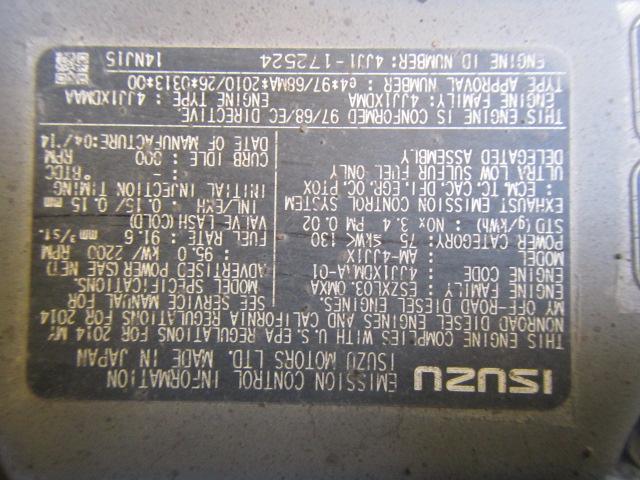 ISUZU EMISSION CONTROL INFORMATION
ISUZU MOTORS LTD. MADE IN JAPAN
THIS ENGINE COMPLIES WITH U.S. EPA REGULATIONS FOR 2014 MY
NONROAD DIESEL ENGINES AND CALIFORNIA REGULATIONS FOR 2014
MY OFF-ROAD DIESEL ENGINES.
ENGINE FAMILY : ESZXL03.0MXA
ENGINE CODE : 4JJ1XDMAA-01
MODEL : AM-4JJ1X
POWER CATEGORY: 75 ≤kW< 130
STD (g/kWh) : NOx 3.4 PM 0.02
EXHAUST EMISSION CONTROL SYSTEM
: ECM, TC, CAC, DFI, EGR, OC, PTOX
ULTRA LOW SULFUR FUEL ONLY
DELEGATED ASSEMBLY
SEE SERVICE MANUAL FOR
MODEL SPECIFICATIONS.
ADVERTISED POWER (SAE NET)
: 95.0 kW/ 2200 RPM
FUEL RATE: 91.5 mm³/st.
VALVE LASH (COLD)
INL/EXH : 0.15/ 0.15 mm
INITIAL INJECTION TIMING
: - °BTDC
CURB IDLE : 800 RPM
DATE OF MANUFACTURE:04/'14
THIS ENGINE IS CONFORMED 97/68/EC DIRECTIVE
ENGINE FAMILY: 4JJ1XDMA ENGINE TYPE : 4JJ1XDMAA
TYPE APPROVAL NUMBER : e4*97/68MA*2010/26*0313*00
ENGINE ID NUMBER: 4JJ1-172524 14NJ15